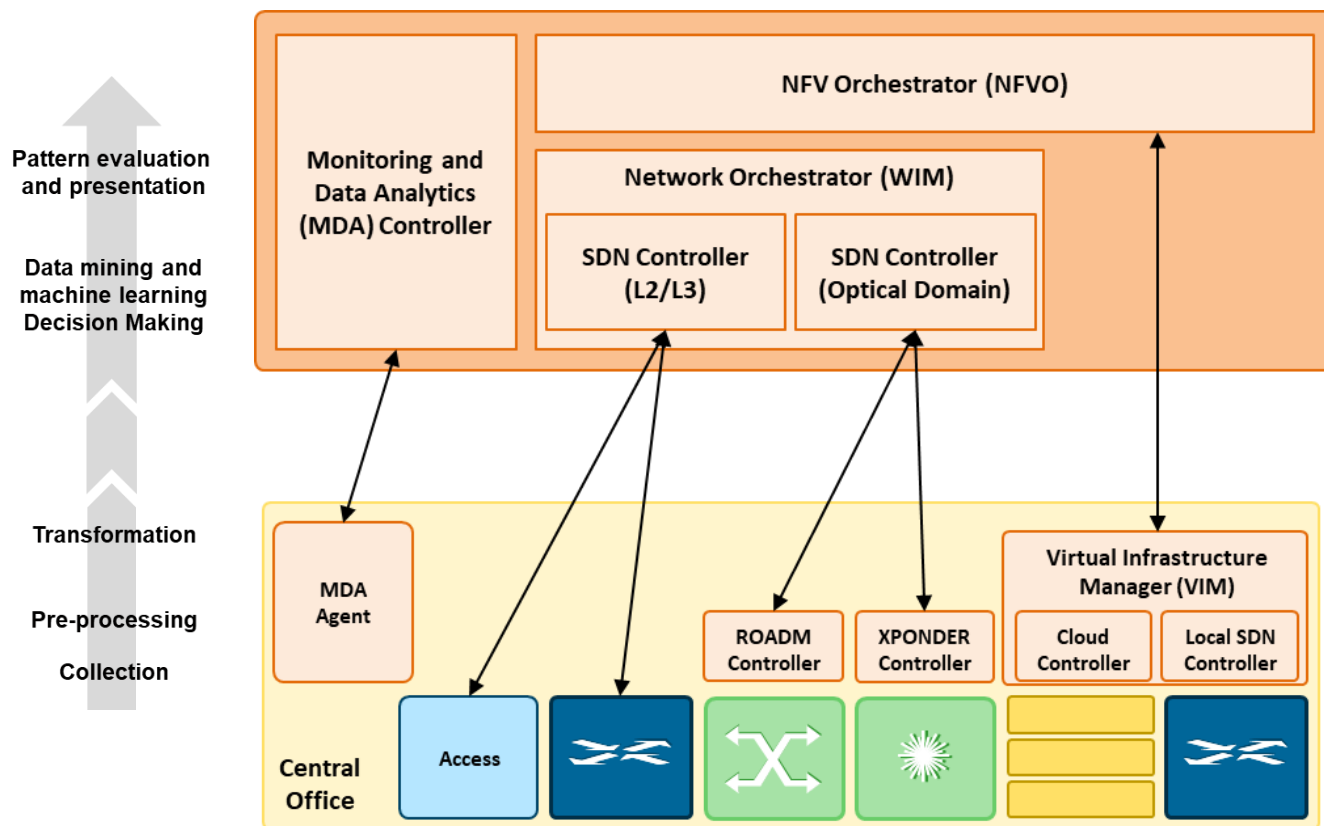 Pattern evaluation
and presentation
Data mining and
machine learning
Decision Making
Transformation
Pre-processing
Collection
Monitoring and
Data Analytics
(MDA) Controller
NFV Orchestrator (NFVO)
Network Orchestrator (WIM)
SDN Controller
(L2/L3)
SDN Controller
(Optical Domain)
MDA
Agent
ROADM
Controller
XPONDER
Controller
Virtual Infrastructure
Manager (VIM)
Cloud
Controller
Local SDN
Controller
Central
Office
Access